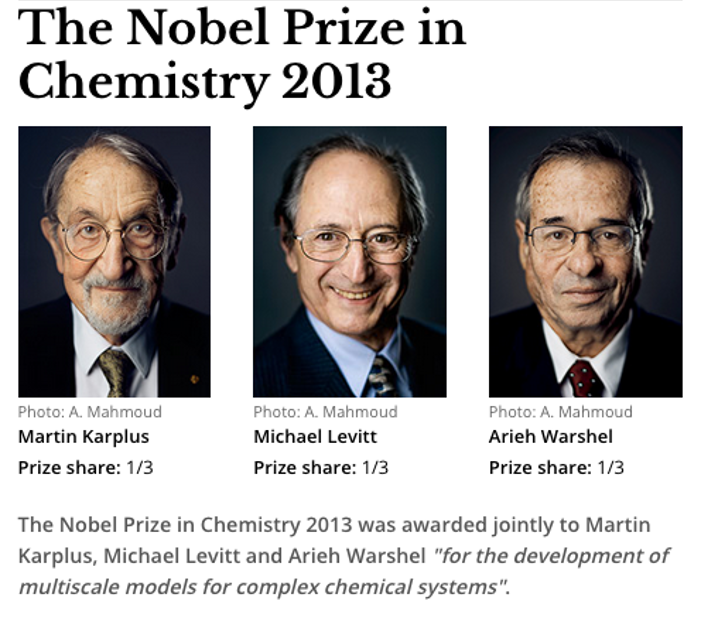 The Nobel Prize in
Chemistry 2013
Photo: A. Mahmoud
Martin Karplus
Prize share: 1/3
Photo: A. Mahmoud
Michael Levitt
Prize share: 1/3
Photo: A. Mahmoud
Arieh Warshel
Prize share: 1/3
The Nobel Prize in Chemistry 2013 was awarded jointly to Martin
Karplus, Michael Levitt and Arieh Warshel "for the development of
multiscale models for complex chemical systems".